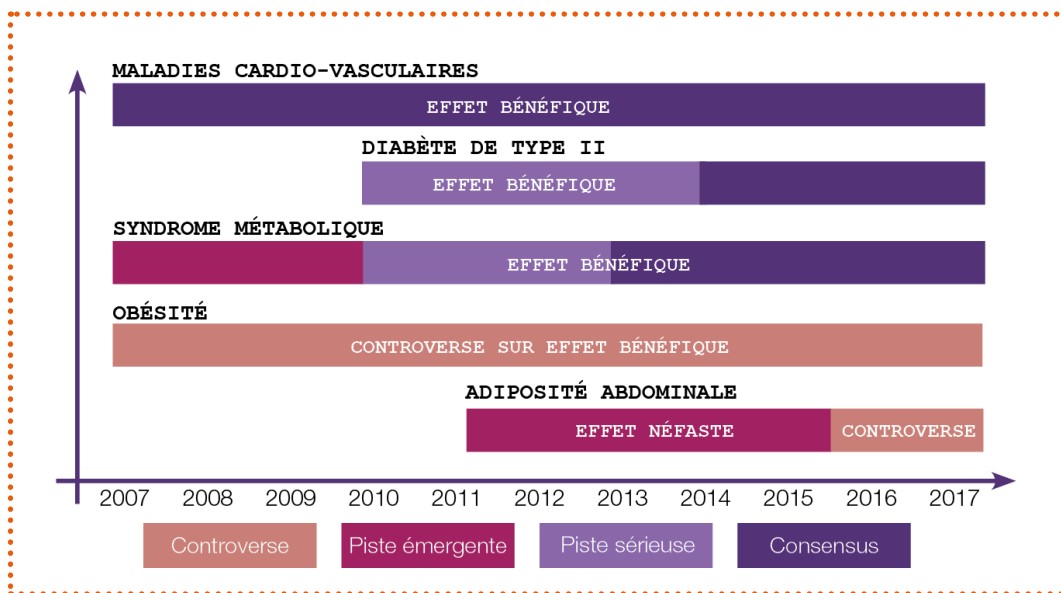 MALADIES CARDIO-VASCULAIRES
EFFET BÉNÉFIQUE
DIABÈTE DE TYPE II
EFFET BÉNÉFIQUE
SYNDROME MÉTABOLIQUE
EFFET BÉNÉFIQUE
OBÉSITÉ
CONTROVERSE SUR EFFET BÉNÉFIQUE
ADIPOSITÉ ABDOMINALE
EFFET NÉFASTE CONTROVERSE
2007 2008 2009 2010 2011 2012 2013 2014 2015 2016 2017
Controverse Piste émergente Piste sérieuse Consensus